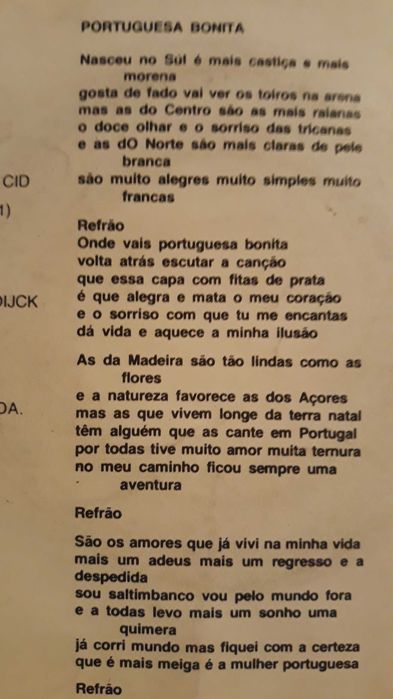 PORTUGUESA BONITA
Nasceu no Sul é mais castiça e mais
morena
gosta de fado vai ver os toiros na arena
mas as do Centro são as mais raianas
o doce olhar e o sorriso das tricanas
e as dO Norte são mais claras de pele
branca
são muito alegres muito simples muito
francas
Refrão
Onde vais portuguesa bonita
volta atrás escutar a canção
que essa capa com fitas de prata
é que alegra e mata o meu coração
e o sorriso com que tu me encantas
dá vida e aquece a minha ilusão
As da Madeira são tão lindas como as
flores
e a natureza favorece as dos Açores
mas as que vivem longe da terra natal
têm alguém que as cante em Portugal
por todas tive muito amor muita ternura
no meu caminho ficou sempre uma
aventura
Refrão
São os amores que já vivi na minha vida
mais um adeus mais um regresso e a
despedida
sou saltimbanco vou pelo mundo fora
e a todas levo mais um sonho uma
quimera
já corri mundo mas fiquei com a certeza
que é mais meiga é a mulher portuguesa
Refrão
CID
1)
DIJCK
DA.